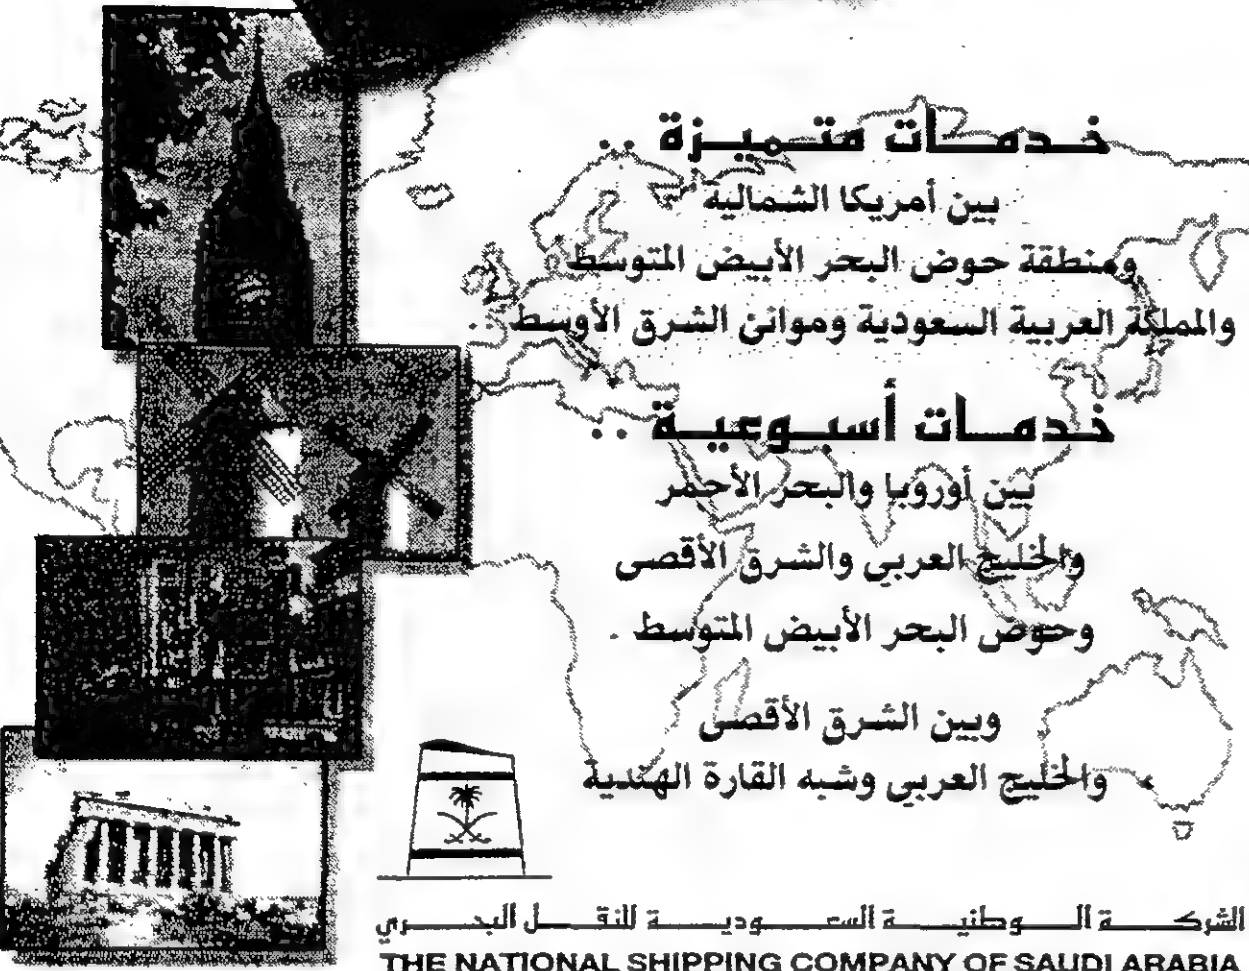 خدمات متميزة ..
بين أمريكا الشمالية
ومنطقة حوض البحر الأبيض المتوسط
والمملكة العربية السعودية وموانئ الشرق الأوسط .
خدمات أسبوعية ..
بين أوروبا والبحر الأحمر
والخليج العربي والشرق الأقصى
وحوض البحر الأبيض المتوسط .
وبين الشرق الأقصى
والخليج العربي وشبه القارة الهندية
الشركة الوطنية السعودية للنقل البحري
THE NATIONAL SHIPPING COMPANY OF SAUDI ARABIA